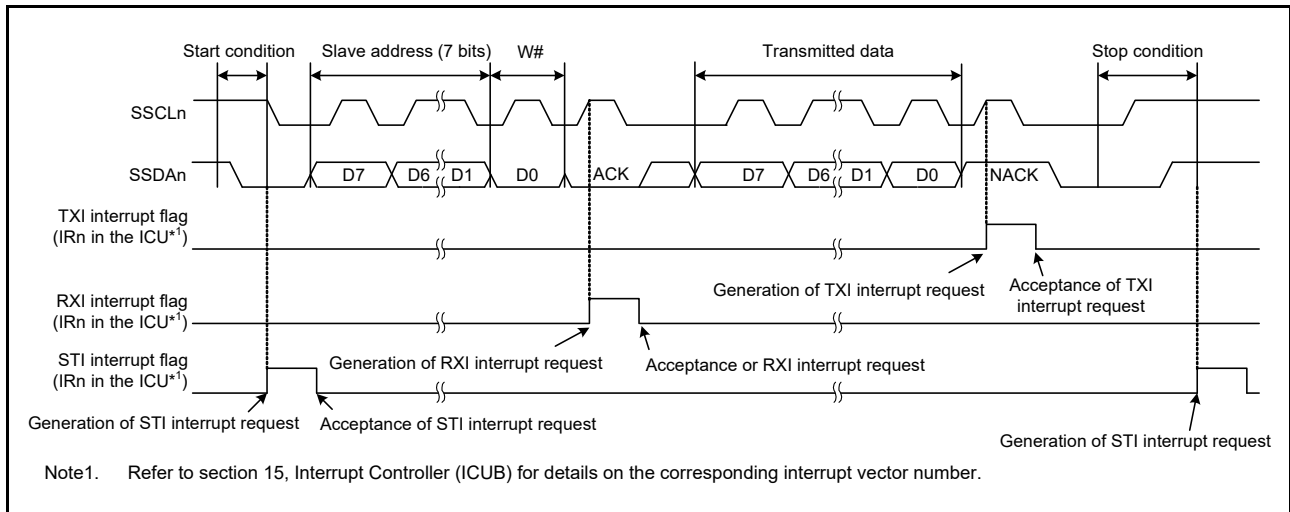 Start condition
Slave address (7 bits)
W#
Transmitted data
Stop condition
SSCLn
SSDAn
D7
D6
D1
D0
ACK
D7
D6
D1
D0
NACK
TXI interrupt flag
(IRn in the ICU*1)
Generation of TXI interrupt request
Acceptance of TXI
interrupt request
RXI interrupt flag
(IRn in the ICU*1)
Generation of RXI interrupt request
Acceptance or RXI interrupt request
STI interrupt flag
(IRn in the ICU*1)
Generation of STI interrupt request
Acceptance of STI interrupt request
Generation of STI interrupt request
Note1. Refer to section 15, Interrupt Controller (ICUB) for details on the corresponding interrupt vector number.